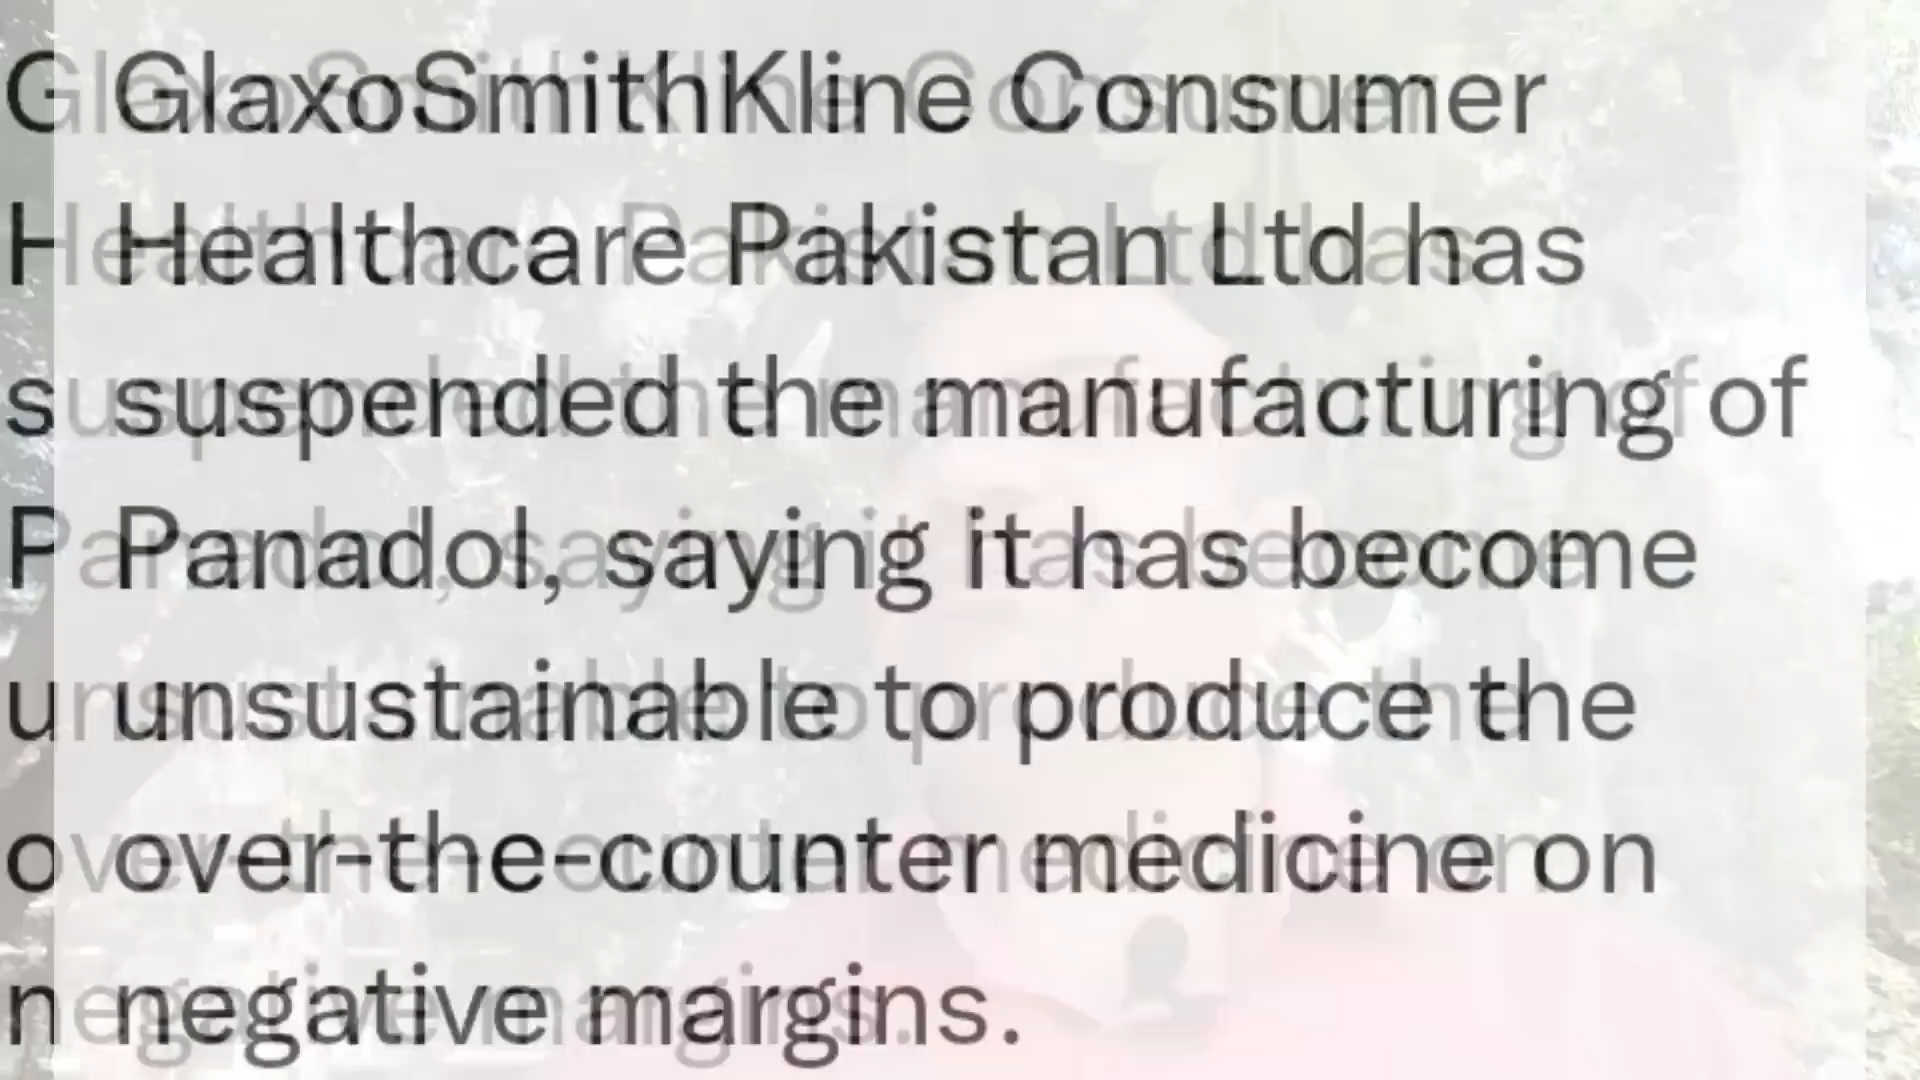 GlaxoSmithKline Consumer
Healthcare Pakistan Ltd has
suspended the manufacturing of
Panadol, saying it has become
unsustainable to produce the
over-the-counter medicine on
negative margins.